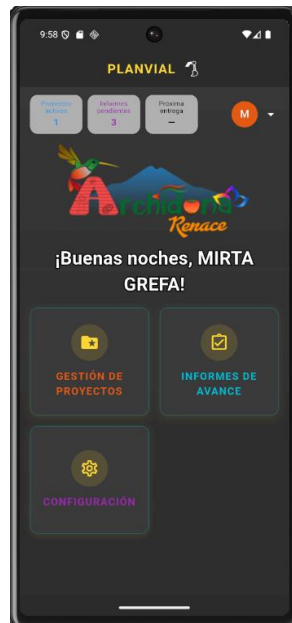 9:58
PLANVIAL
Proyectos activos
1
Informes pendientes
3
Próxima entrega
—
M
Archidona
Renace
¡Buenas noches, MIRTA
GREFA!
GESTIÓN DE
PROYECTOS
INFORMES DE
AVANCE
CONFIGURACIÓN